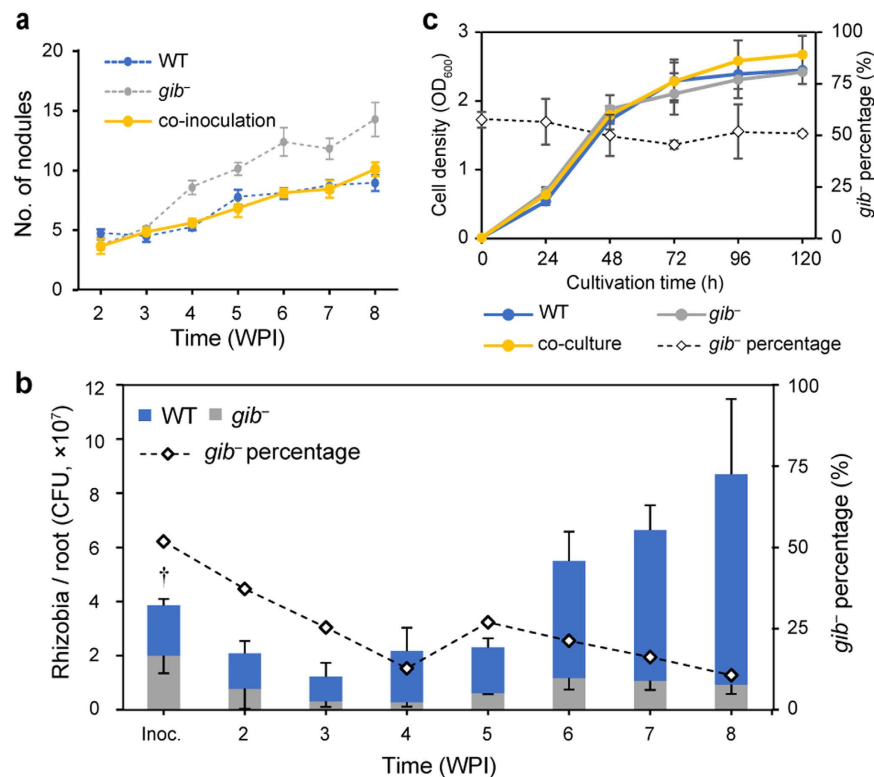 a
No. of nodules
20
15
10
5
0
WT
gib⁻
co-inoculation
2 3 4 5 6 7 8
Time (WPI)
c
Cell density (OD₆₀₀)
3
2
1
0
100
75
50
25
0
gib⁻ percentage (%)
0 24 48 72 96 120
Cultivation time (h)
WT gib⁻
co-culture gib⁻ percentage
b
Rhizobia / root (CFU, ×10⁷)
12
10
8
6
4
2
0
WT gib⁻
gib⁻ percentage
†
100
75
50
25
0
gib⁻ percentage (%)
Inoc. 2 3 4 5 6 7 8
Time (WPI)